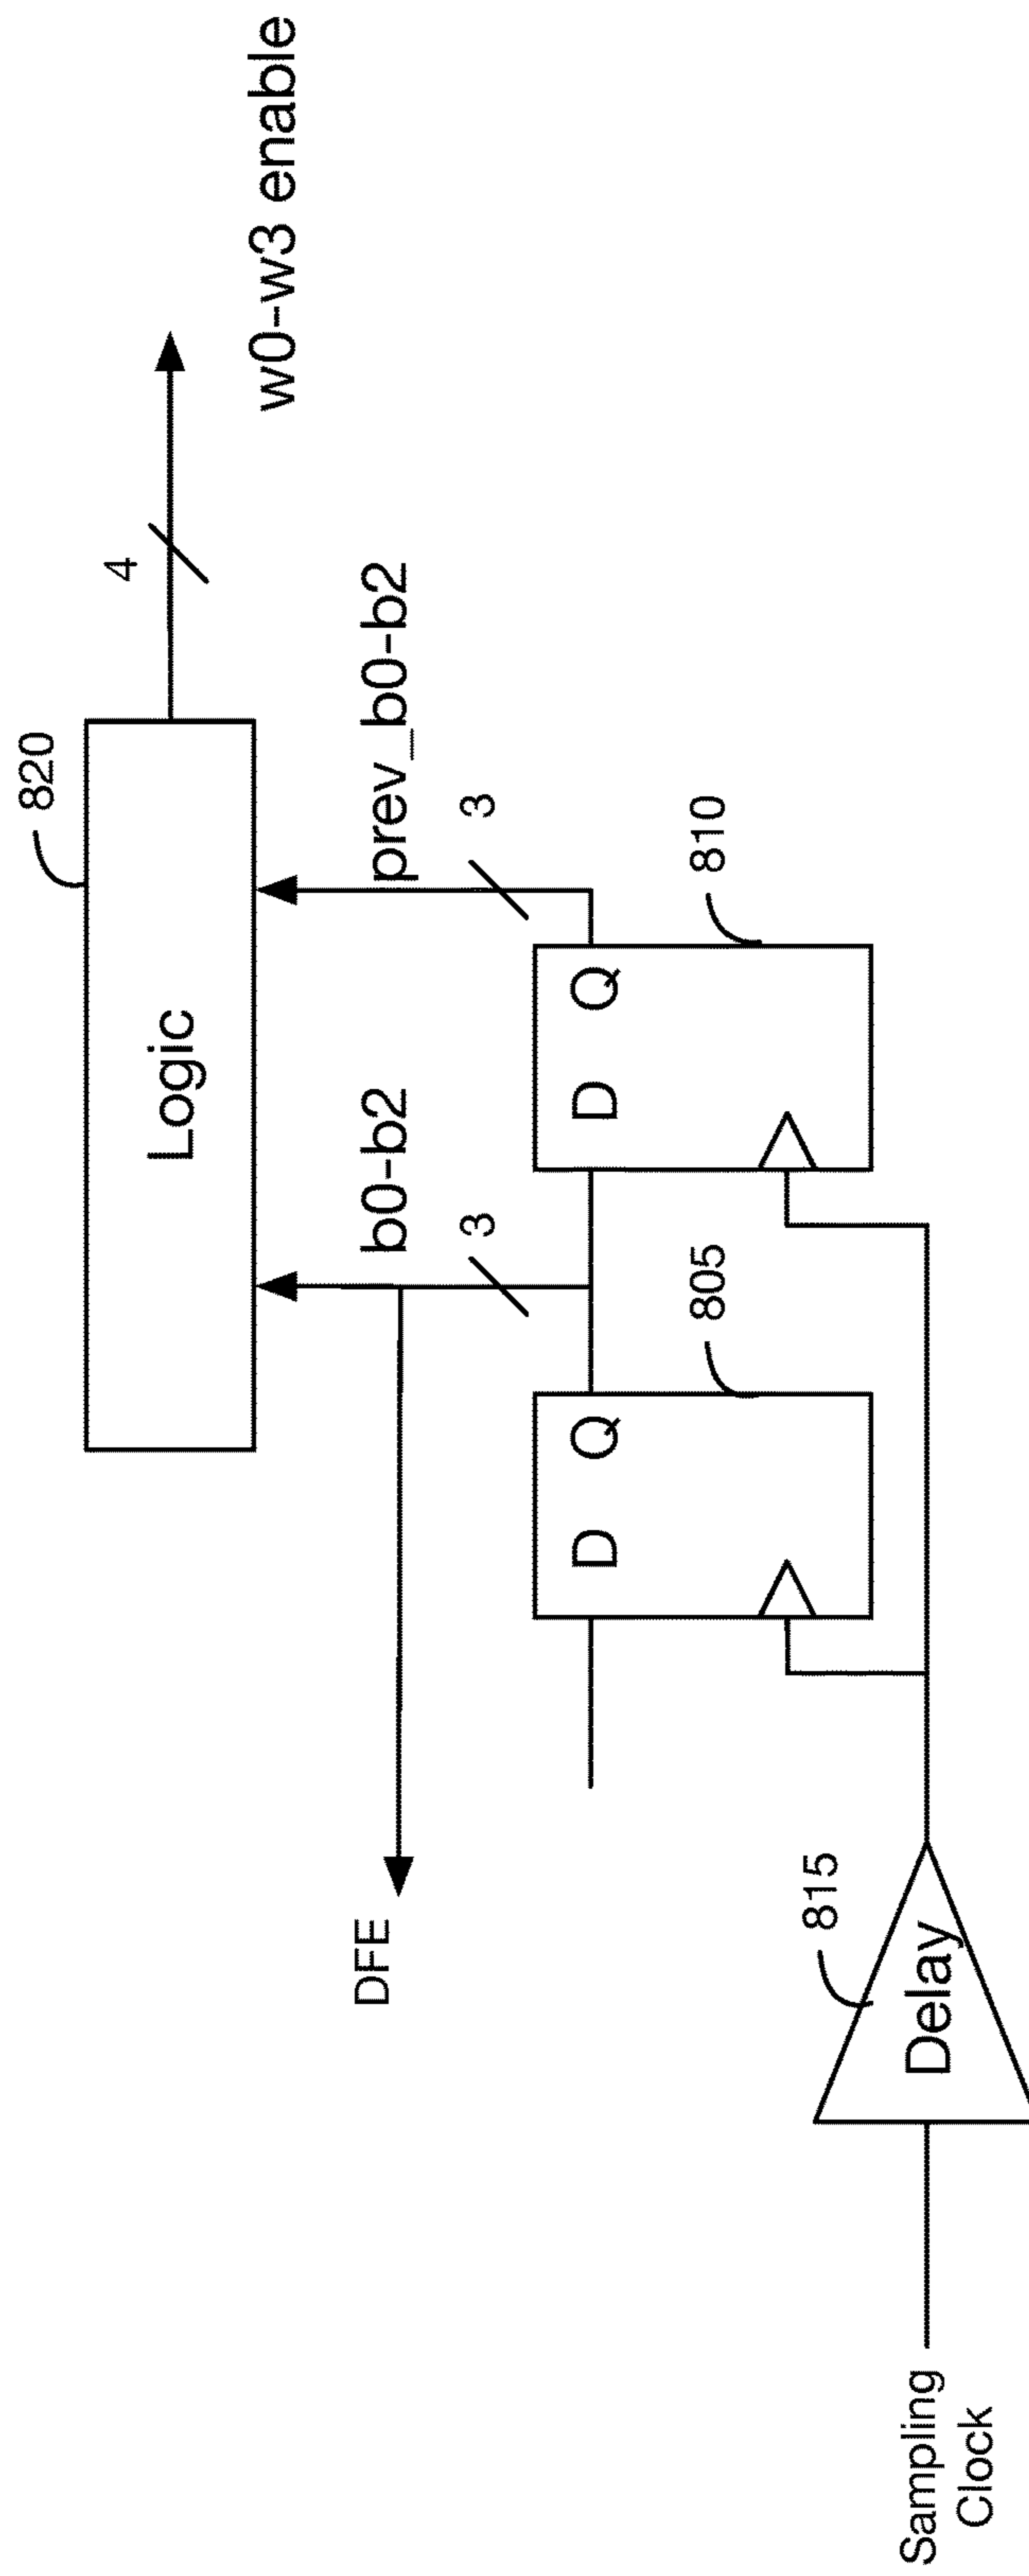 820
Logic
4
w0-w3 enable
DFE
b0-b2
prev_b0-b2
3
3
D Q
D Q
805
810
815
Delay
Sampling
Clock